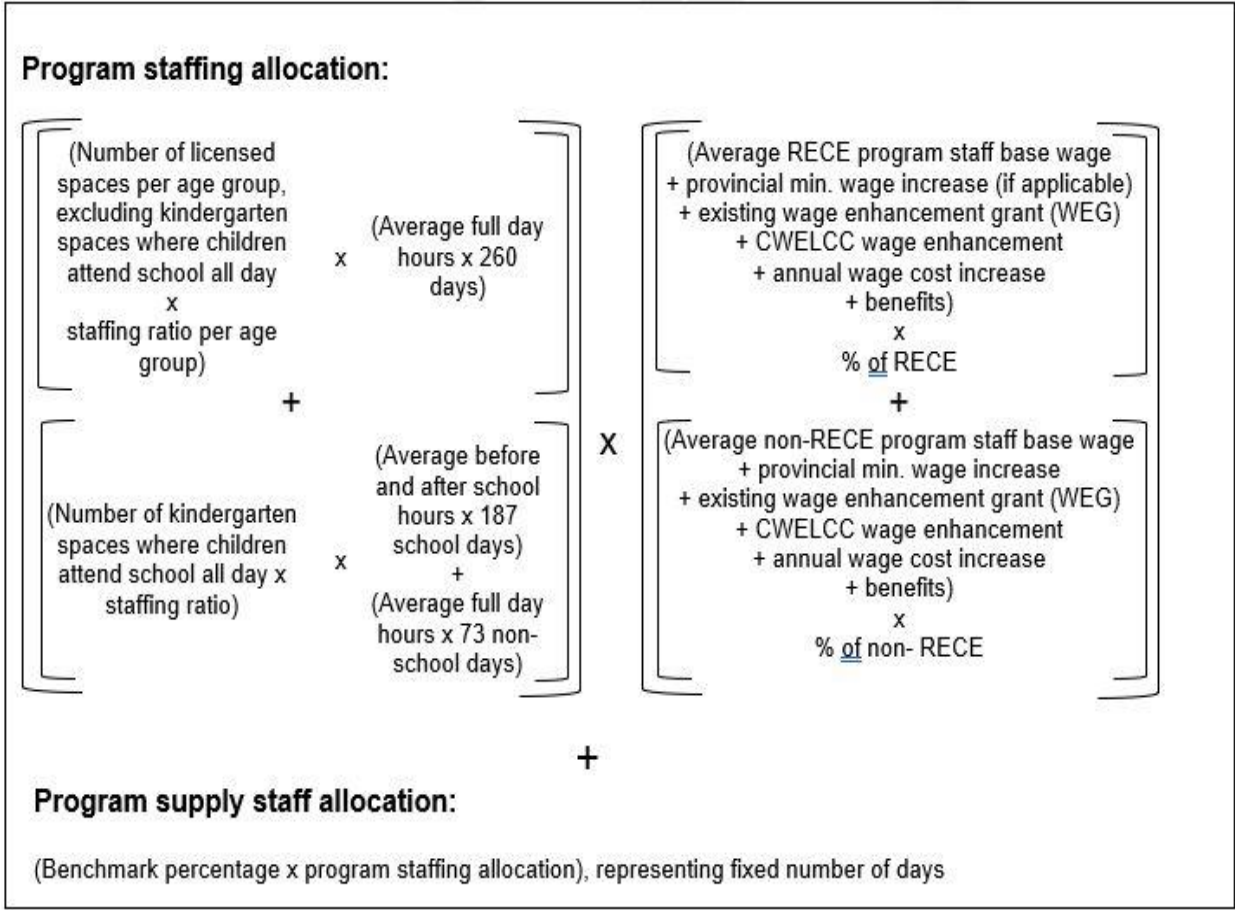 Program staffing allocation:
(Number of licensed
spaces per age group,
excluding kindergarten
spaces where children
attend school all day
x
staffing ratio per age
group)
x
(Average full day
hours x 260
days)
+
(Number of kindergarten
spaces where children
attend school all day x
staffing ratio)
x
(Average before
and after school
hours x 187
school days)
+
(Average full day
hours x 73 non-
school days)
X
(Average RECE program staff base wage
+ provincial min. wage increase (if applicable)
+ existing wage enhancement grant (WEG)
+ CWELCC wage enhancement
+ annual wage cost increase
+ benefits)
x
% of RECE
+
(Average non-RECE program staff base wage
+ provincial min. wage increase
+ existing wage enhancement grant (WEG)
+ CWELCC wage enhancement
+ annual wage cost increase
+ benefits)
x
% of non- RECE
+
Program supply staff allocation:
(Benchmark percentage x program staffing allocation), representing fixed number of days